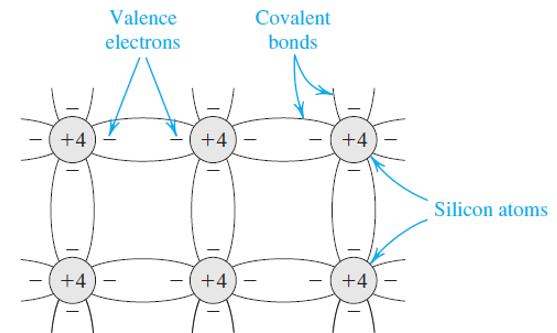 Valence
electrons
Covalent
bonds
+4 +4 +4
Silicon atoms
+4 +4 +4